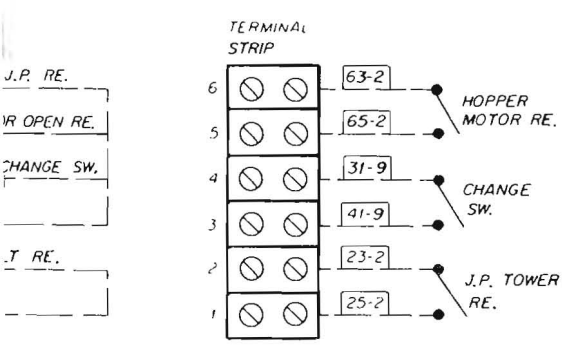 TERMINAL
STRIP
J.P. RE.
6
63-2
HOPPER
MOTOR RE.
OPEN RE.
5
65-2
CHANGE SW.
4
31-9
CHANGE
SW.
3
41-9
RE.
2
23-2
J.P. TOWER
RE.
1
25-2